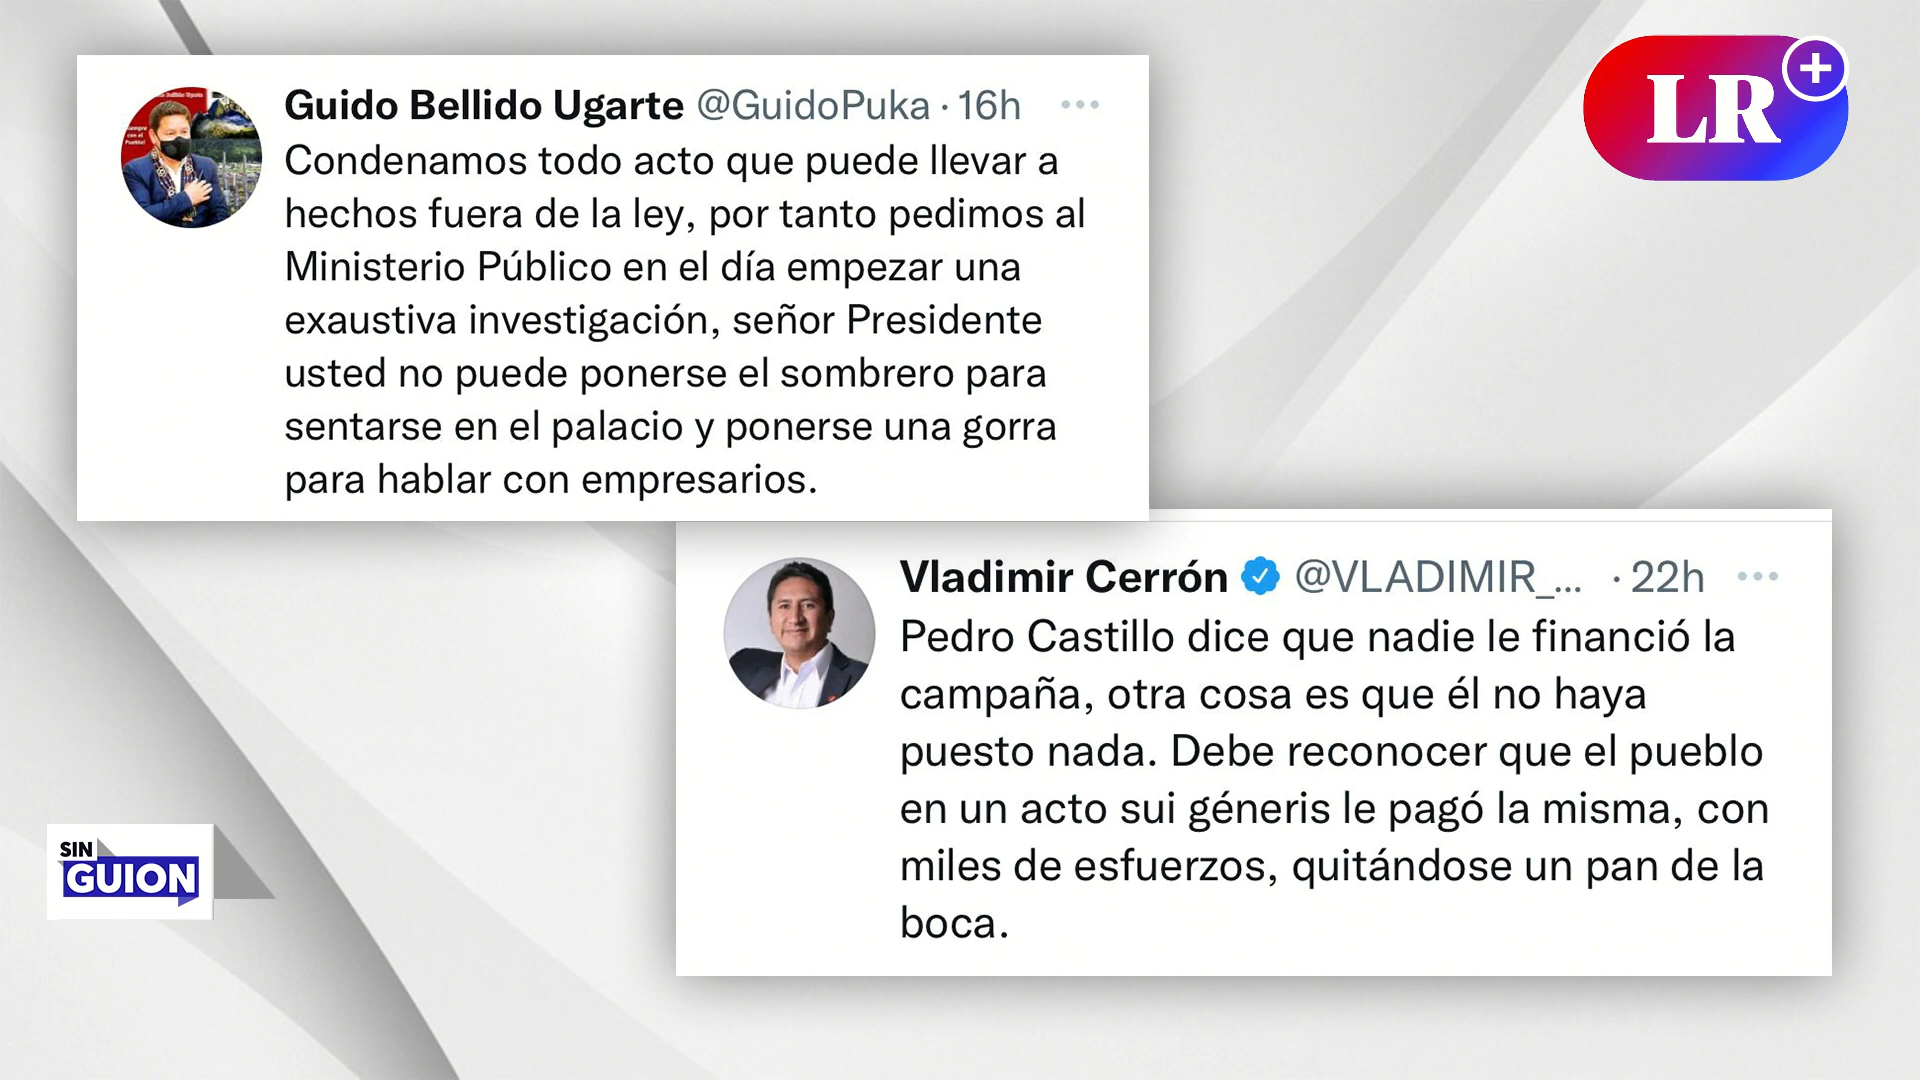 Guido Bellido Ugarte @GuidoPuka · 16h
Condenamos todo acto que puede llevar a
hechos fuera de la ley, por tanto pedimos al
Ministerio Público en el día empezar una
exaustiva investigación, señor Presidente
usted no puede ponerse el sombrero para
sentarse en el palacio y ponerse una gorra
para hablar con empresarios.
LR+
Vladimir Cerrón @VLADIMIR_... · 22h
Pedro Castillo dice que nadie le financió la
campaña, otra cosa es que él no haya
puesto nada. Debe reconocer que el pueblo
en un acto sui géneris le pagó la misma, con
miles de esfuerzos, quitándose un pan de la
boca.
SIN
GUION